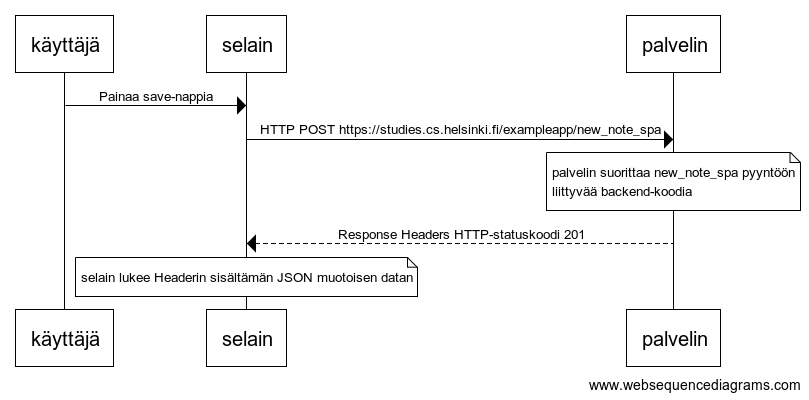 käyttäjä
selain
palvelin
Painaa save-nappia
HTTP POST https://studies.cs.helsinki.fi/exampleapp/new_note_spa
palvelin suorittaa new_note_spa pyyntöön
liittyvää backend-koodia
Response Headers HTTP-statuskoodi 201
selain lukee Headerin sisältämän JSON muotoisen datan
käyttäjä
selain
palvelin
www.websequencediagrams.com